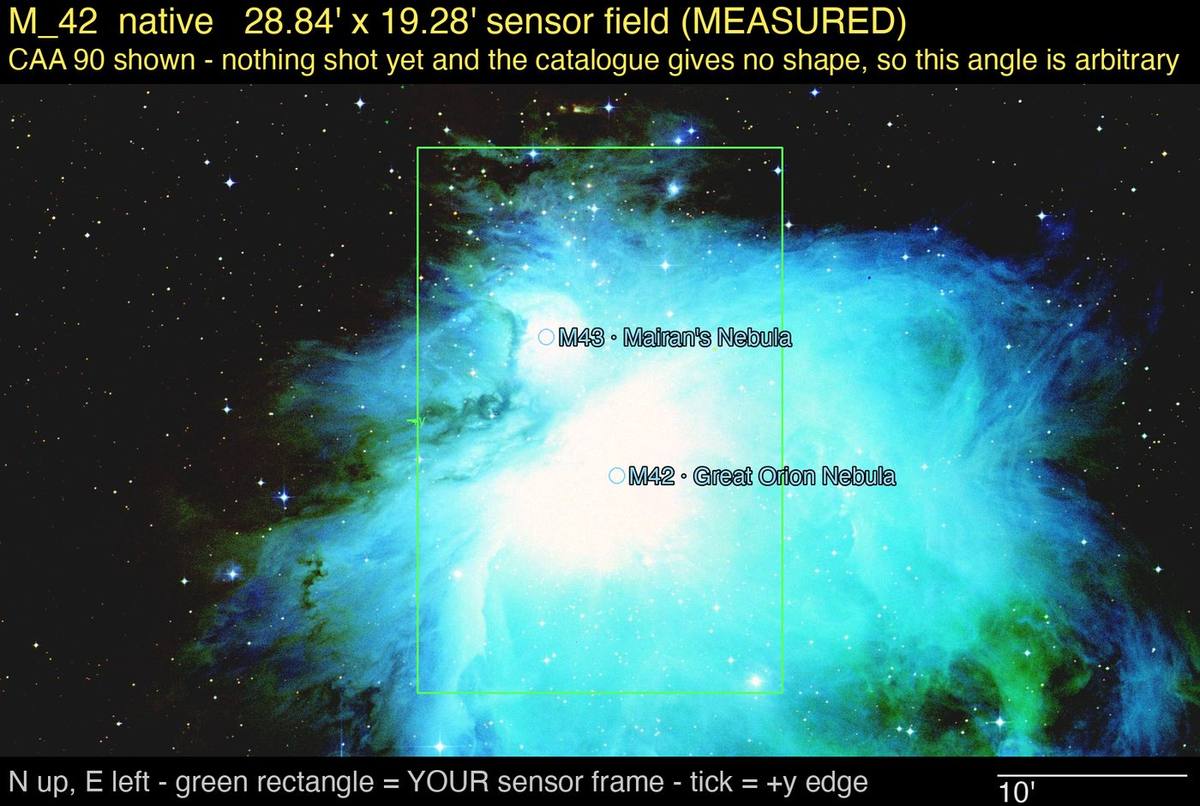 M_42 native 28.84' x 19.28' sensor field (MEASURED)
CAA 90 shown - nothing shot yet and the catalogue gives no shape, so this angle is arbitrary
M43 · Mairan's Nebula
M42 · Great Orion Nebula
N up, E left - green rectangle = YOUR sensor frame - tick = +y edge
10'